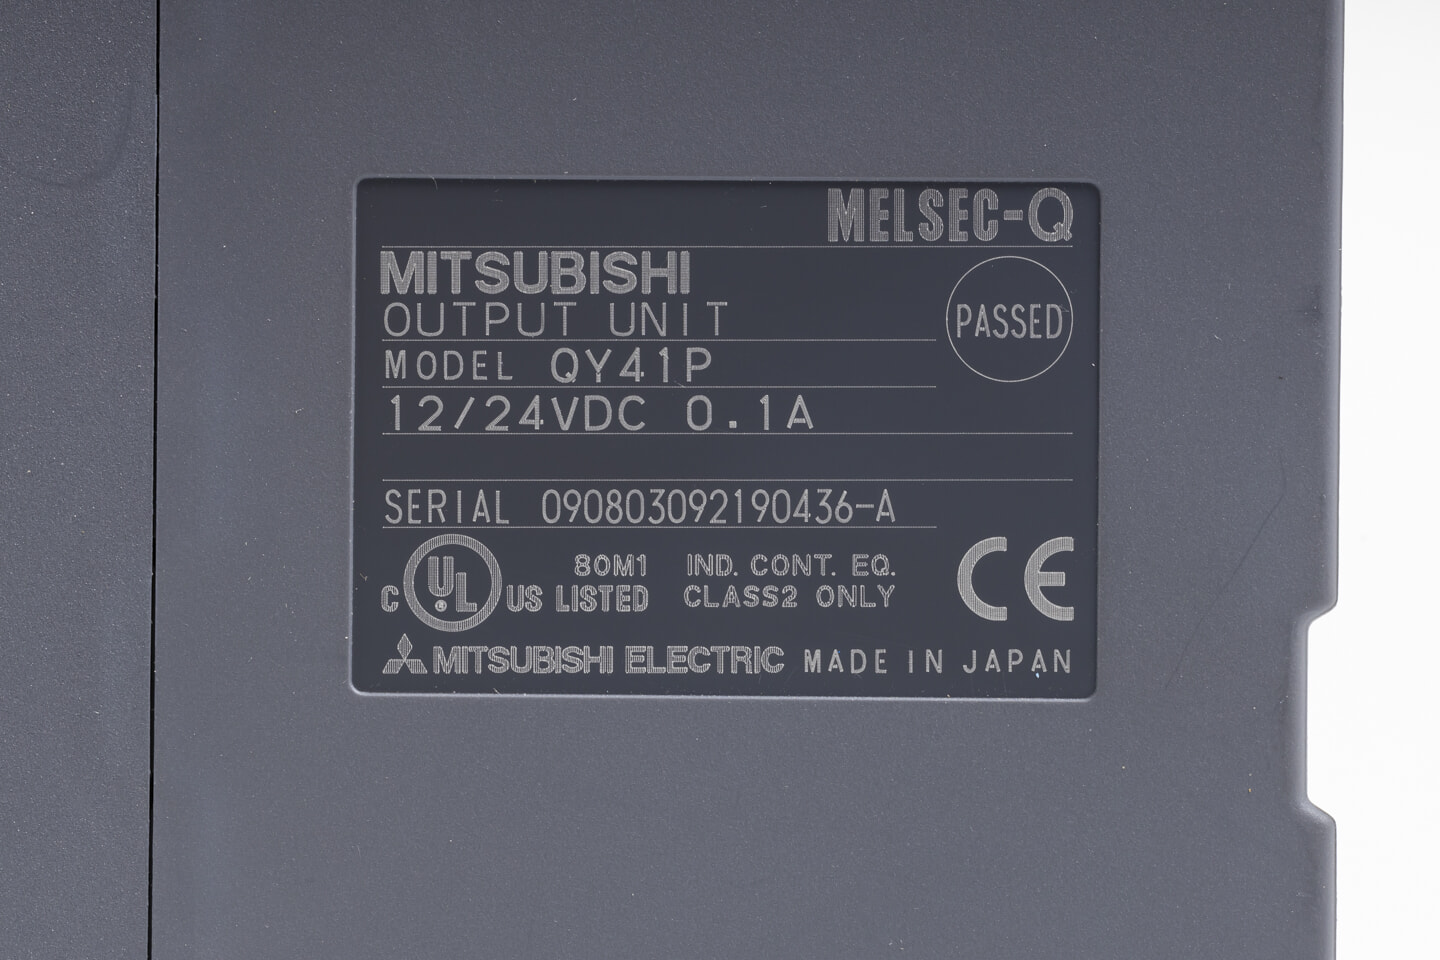 MELSEC-Q
MITSUBISHI
OUTPUT UNIT
PASSED
MODEL QY41P
12/24VDC 0.1A
SERIAL 090803092190436-A
C UL US LISTED
80M1 IND. CONT. EQ.
CLASS2 ONLY
CE
MITSUBISHI ELECTRIC MADE IN JAPAN